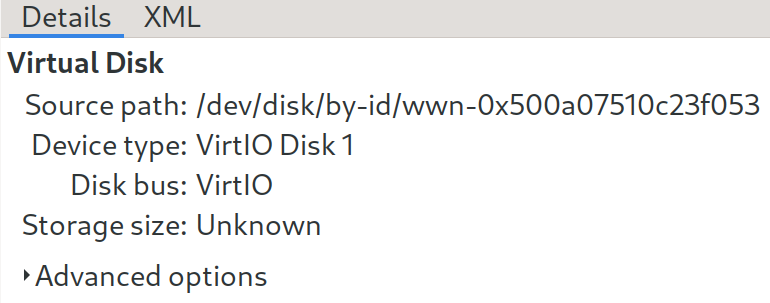 Details XML
Virtual Disk
Source path: /dev/disk/by-id/wwn-0x500a07510c23f053
Device type: VirtIO Disk 1
Disk bus: VirtIO
Storage size: Unknown
Advanced options